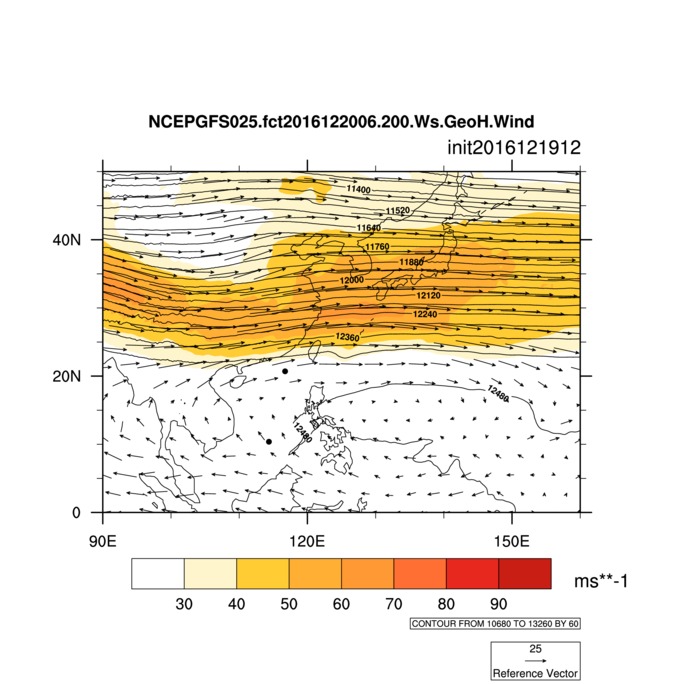 NCEPGFS025.fct2016122006.200.Ws.GeoH.Wind
init2016121912
11400
11520
11640
40N
11760
11880
12000
12120
12240
12360
20N
12480
12480
0
90E 120E 150E
ms**-1
30 40 50 60 70 80 90
CONTOUR FROM 10680 TO 13260 BY 60
25
Reference Vector